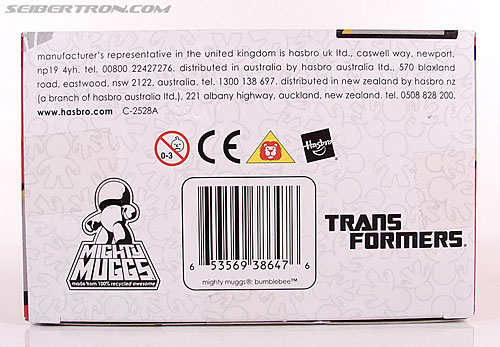 SEIBERTRON.COM
manufacturer's representative in the united kingdom is hasbro uk ltd., caswell way, newport,
np19 4yh. tel. 00800 22427276. distributed in australia by hasbro australia ltd., 570 blaxland
road, eastwood, nsw 2122, australia. tel. 1300 138 697. distributed in new zealand by hasbro nz
(a branch of hasbro australia ltd.), 221 albany highway, auckland, new zealand. tel. 0508 828 200.
www.hasbro.com C-2528A
0-3
CE
Hasbro
MIGHTY
MUGGS
made from 100% recycled awesome
6 53569 38647 6
mighty muggs®: bumblebee™
TRANS
FORMERS.